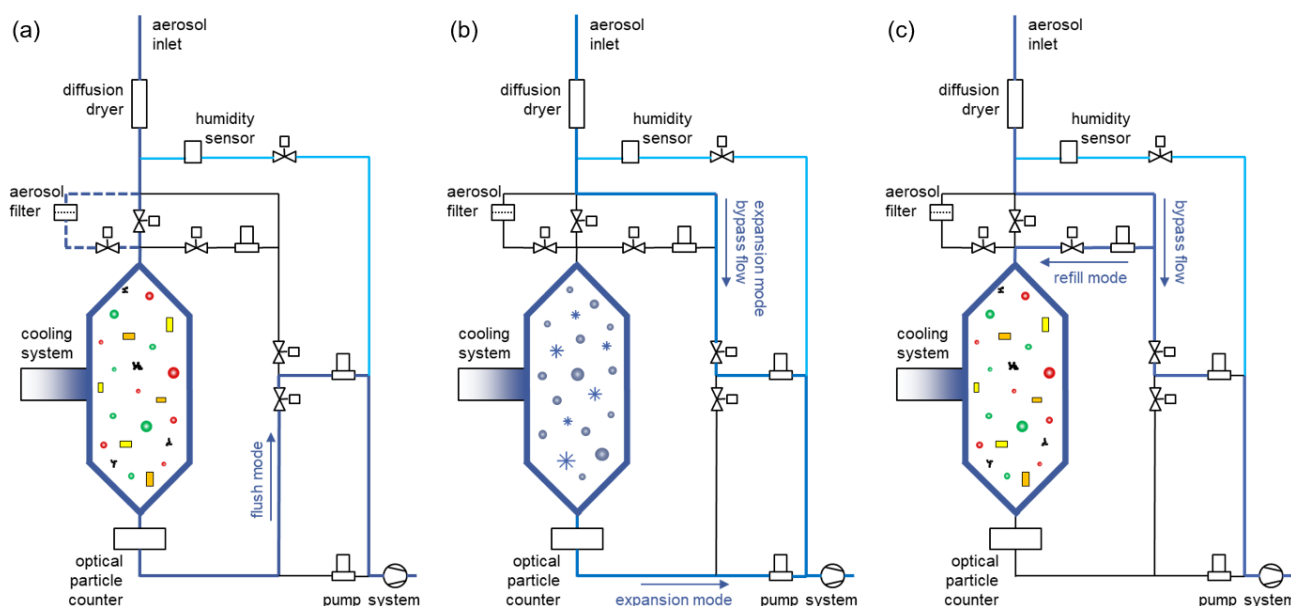 (a)
aerosol
inlet
diffusion
dryer
humidity
sensor
aerosol
filter
cooling
system
flush mode
optical
particle
counter
pump system
(b)
aerosol
inlet
diffusion
dryer
humidity
sensor
aerosol
filter
expansion mode
bypass flow
cooling
system
optical
particle
counter
expansion mode
pump system
(c)
aerosol
inlet
diffusion
dryer
humidity
sensor
aerosol
filter
bypass flow
refill mode
cooling
system
optical
particle
counter
pump system